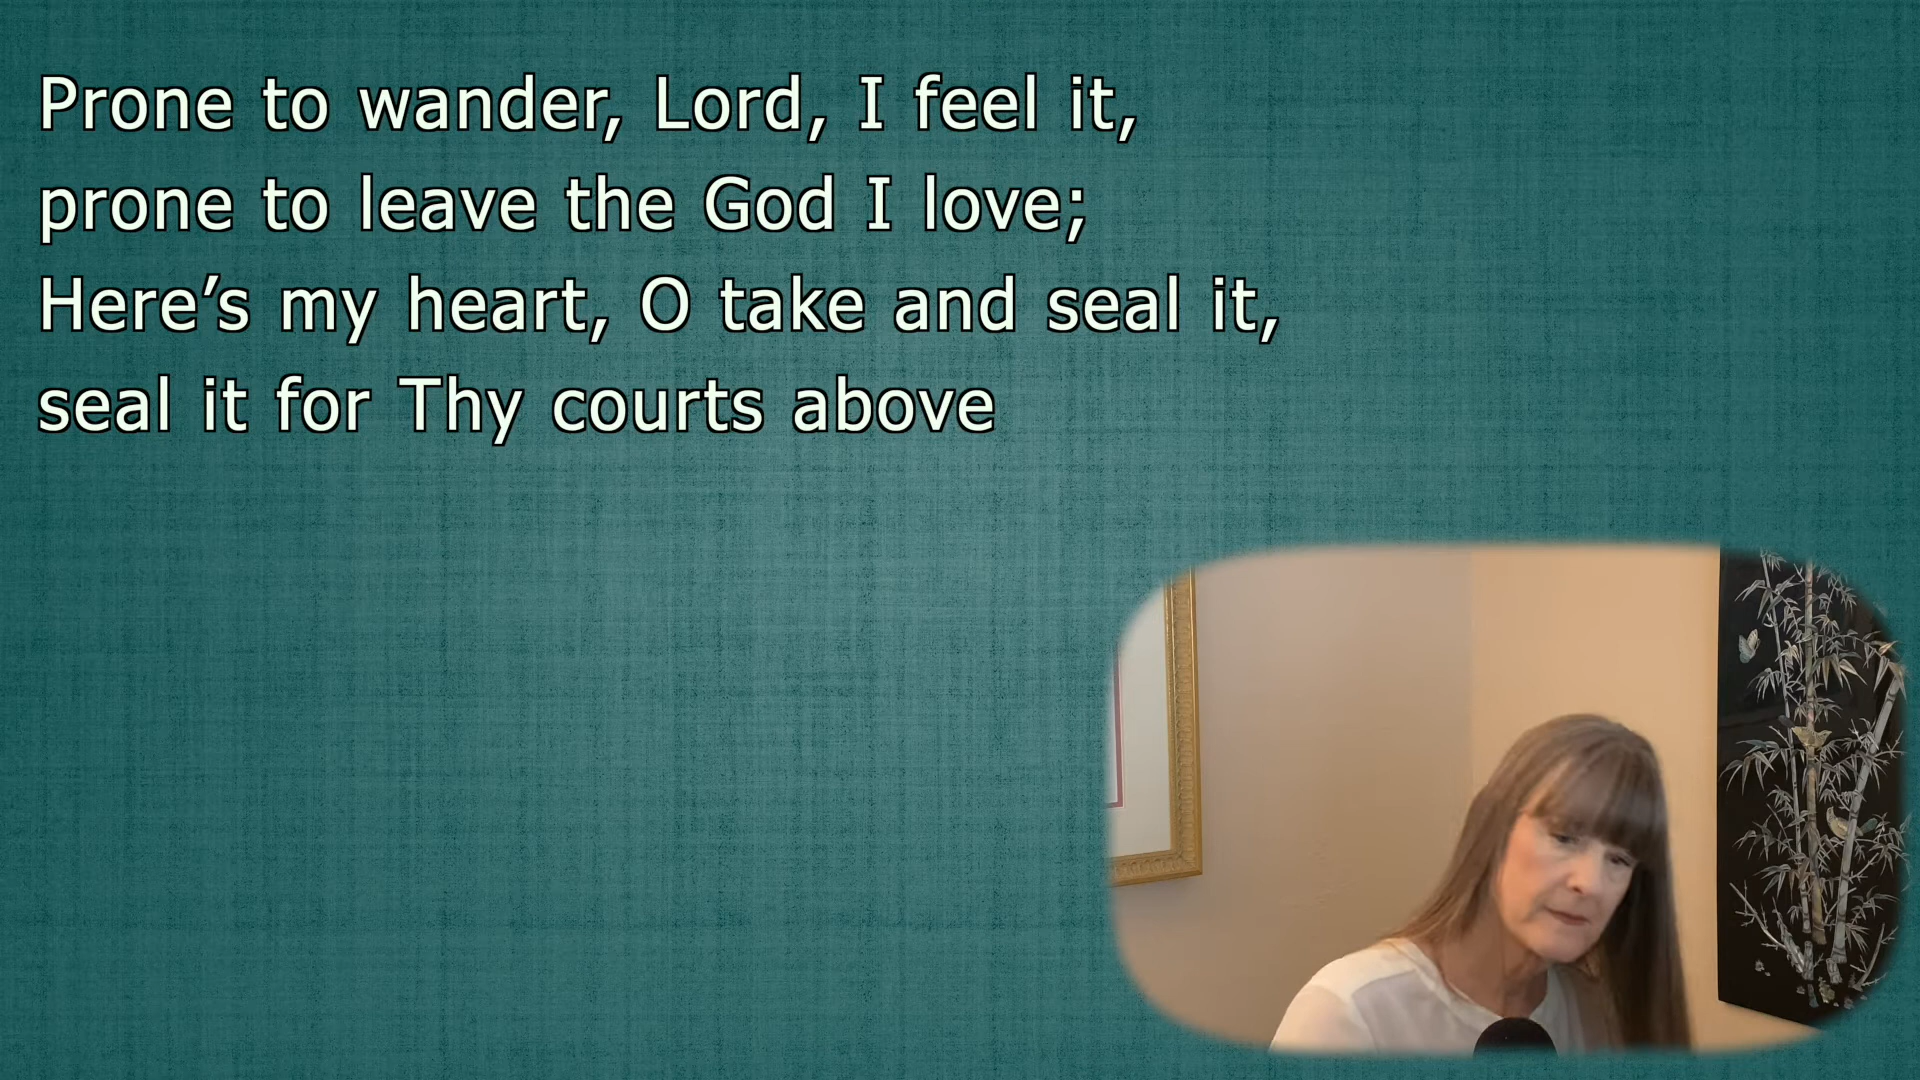 Prone to wander, Lord, I feel it,
prone to leave the God I love;
Here’s my heart, O take and seal it,
seal it for Thy courts above